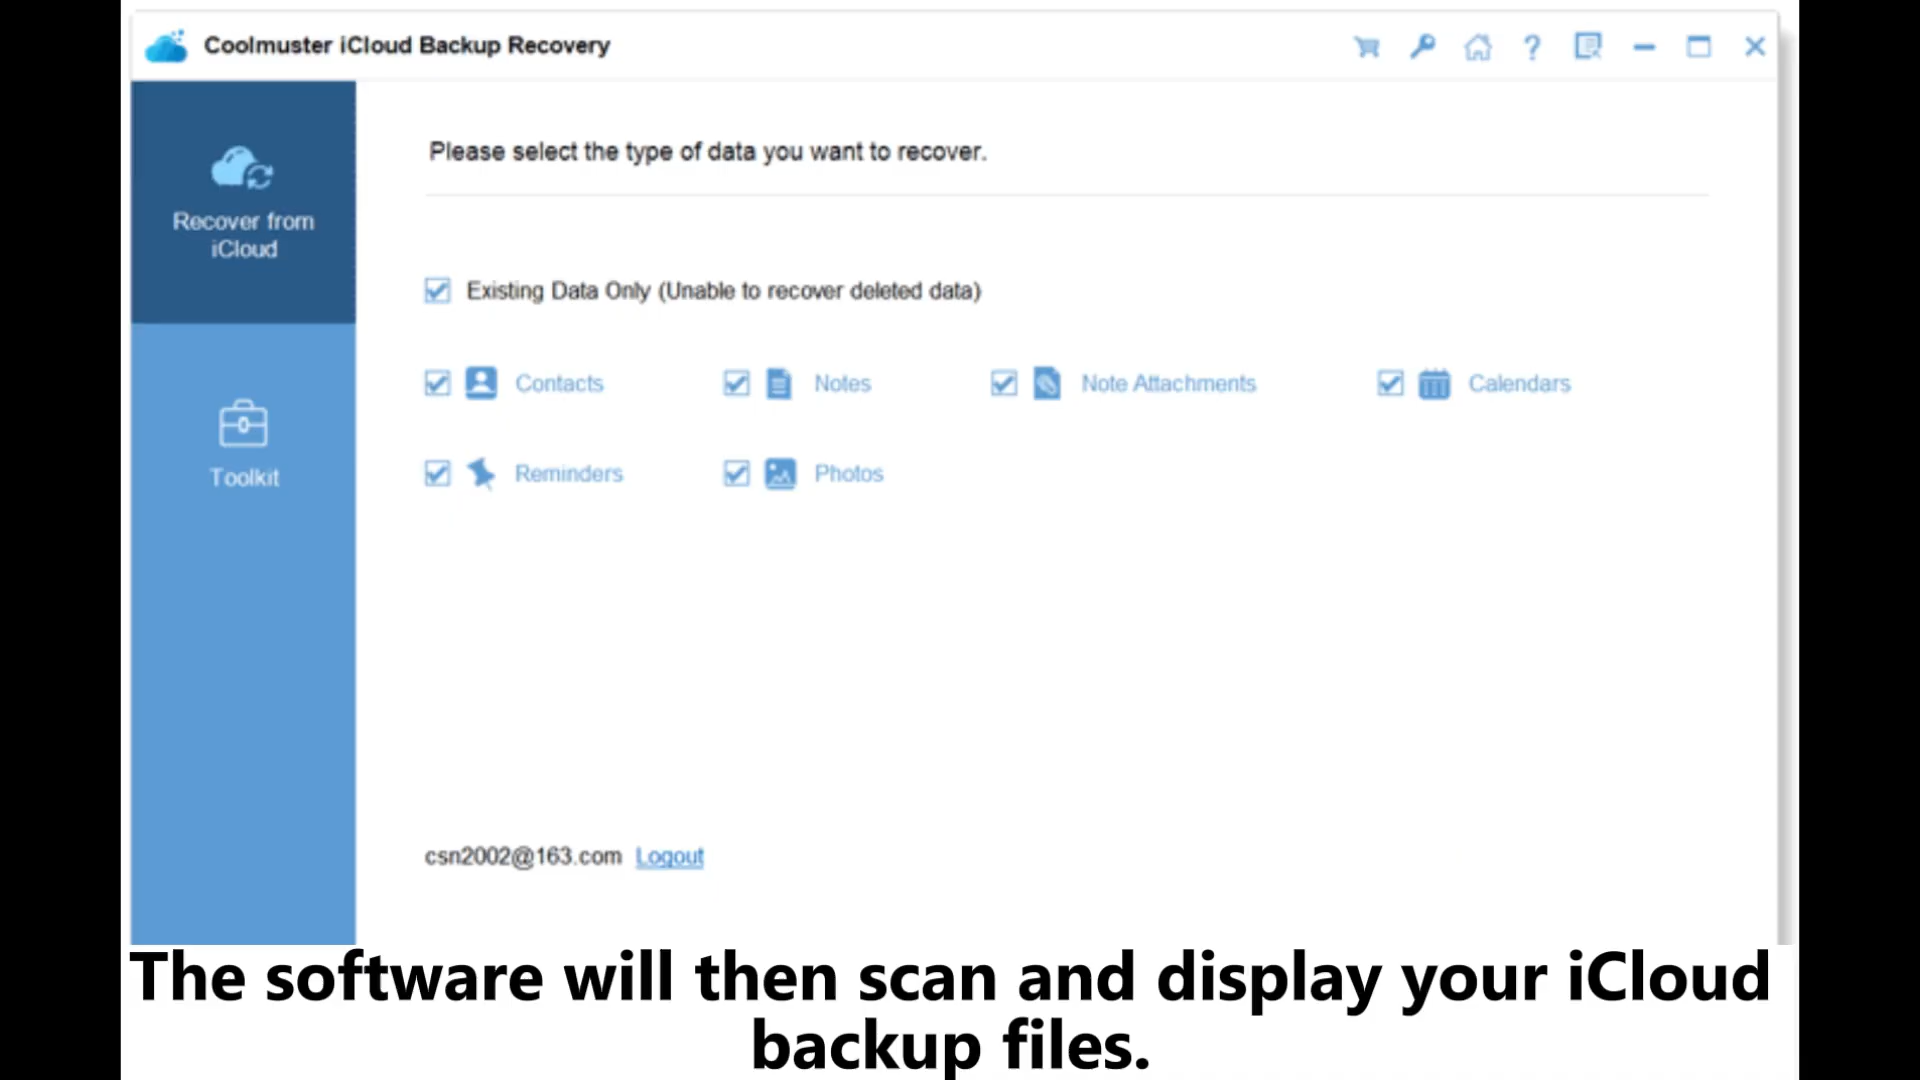 Coolmuster iCloud Backup Recovery
Recover from
iCloud
Toolkit
Please select the type of data you want to recover.
Existing Data Only (Unable to recover deleted data)
Contacts Notes Note Attachments Calendars
Reminders Photos
csn2002@163.com Logout
The software will then scan and display your iCloud
backup files.